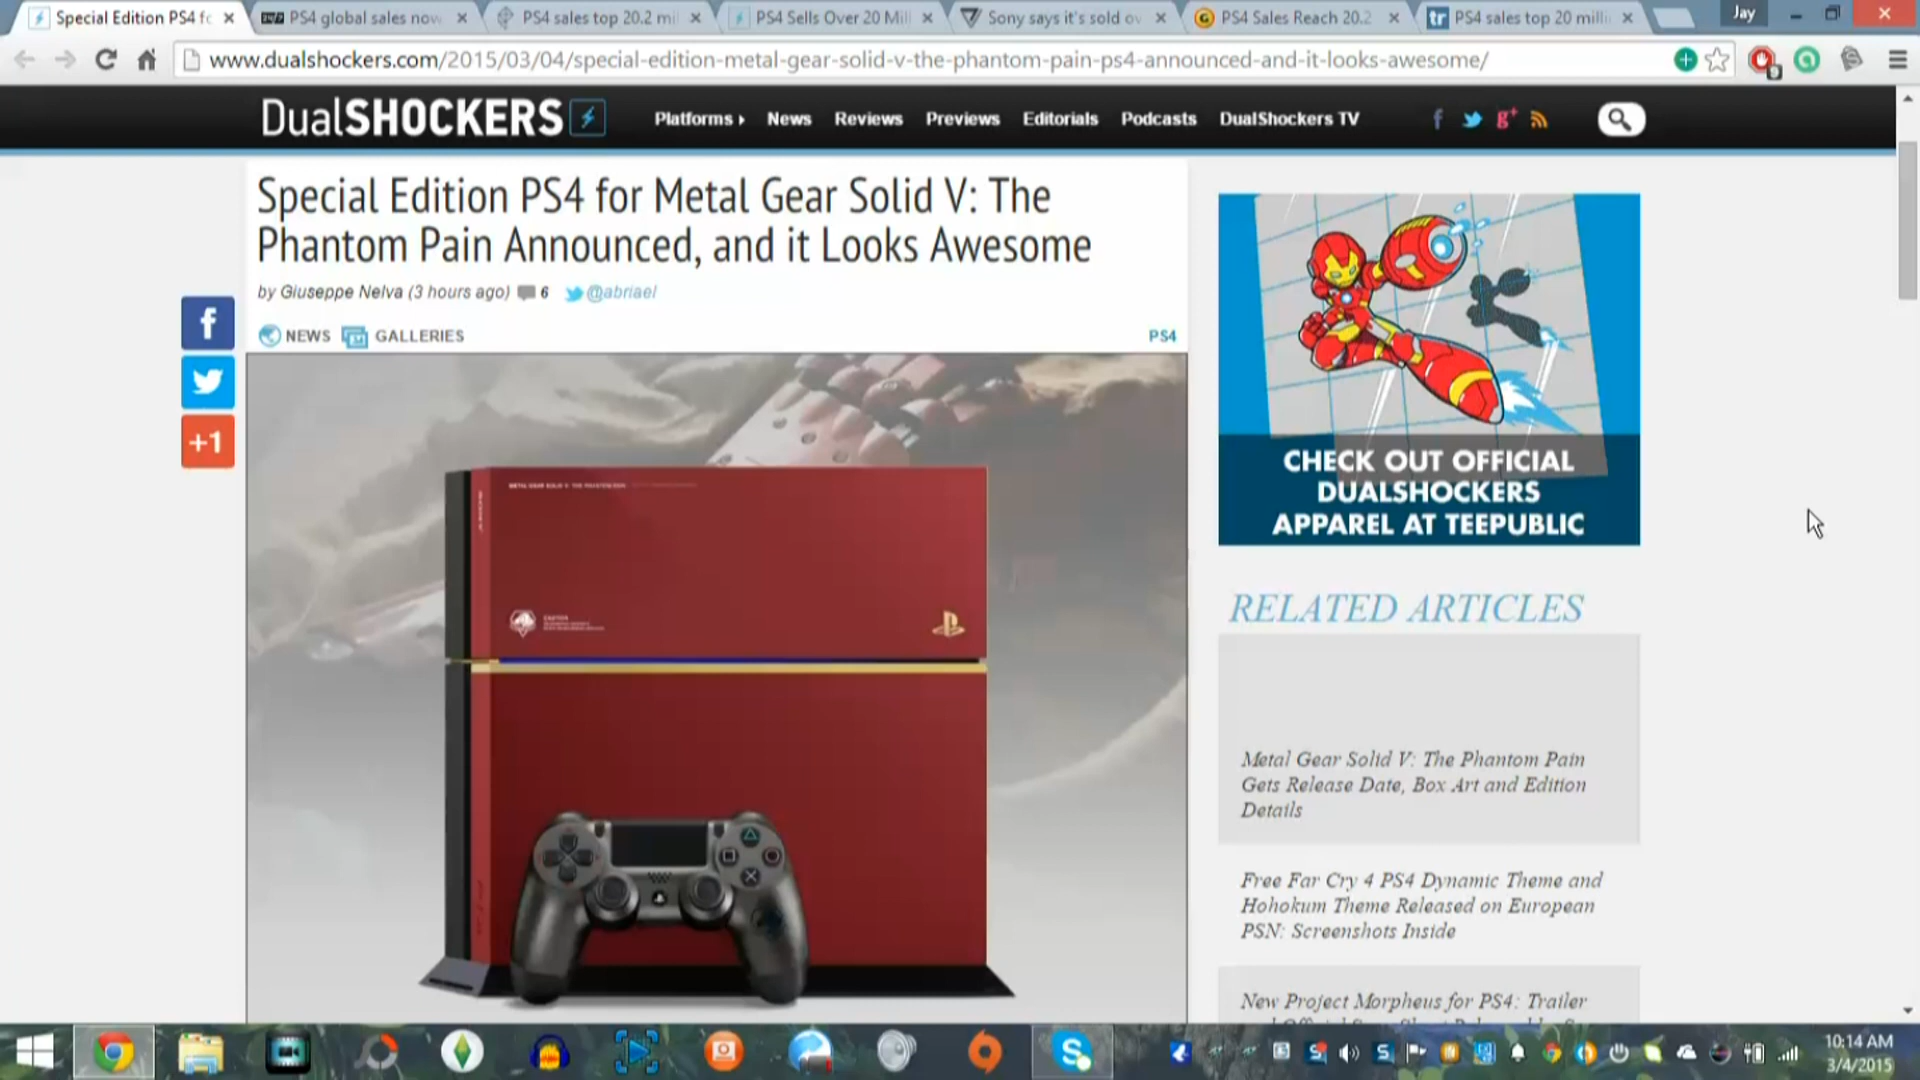 Special Edition PS4 fo
PS4 global sales now
PS4 sales top 20.2 mi
PS4 Sells Over 20 Mill
Sony says it's sold ov
PS4 Sales Reach 20.2
PS4 sales top 20 milli
Jay
www.dualshockers.com/2015/03/04/special-edition-metal-gear-solid-v-the-phantom-pain-ps4-announced-and-it-looks-awesome/
DualSHOCKERS
Platforms
News
Reviews
Previews
Editorials
Podcasts
DualShockers TV
Special Edition PS4 for Metal Gear Solid V: The
Phantom Pain Announced, and it Looks Awesome
by Giuseppe Nelva (3 hours ago) 6 @abriael
NEWS GALLERIES PS4
+1
CHECK OUT OFFICIAL
DUALSHOCKERS
APPAREL AT TEEPUBLIC
RELATED ARTICLES
Metal Gear Solid V: The Phantom Pain
Gets Release Date, Box Art and Edition
Details
Free Far Cry 4 PS4 Dynamic Theme and
Hohokum Theme Released on European
PSN: Screenshots Inside
New Project Morpheus for PS4: Trailer
10:14 AM
3/4/2015